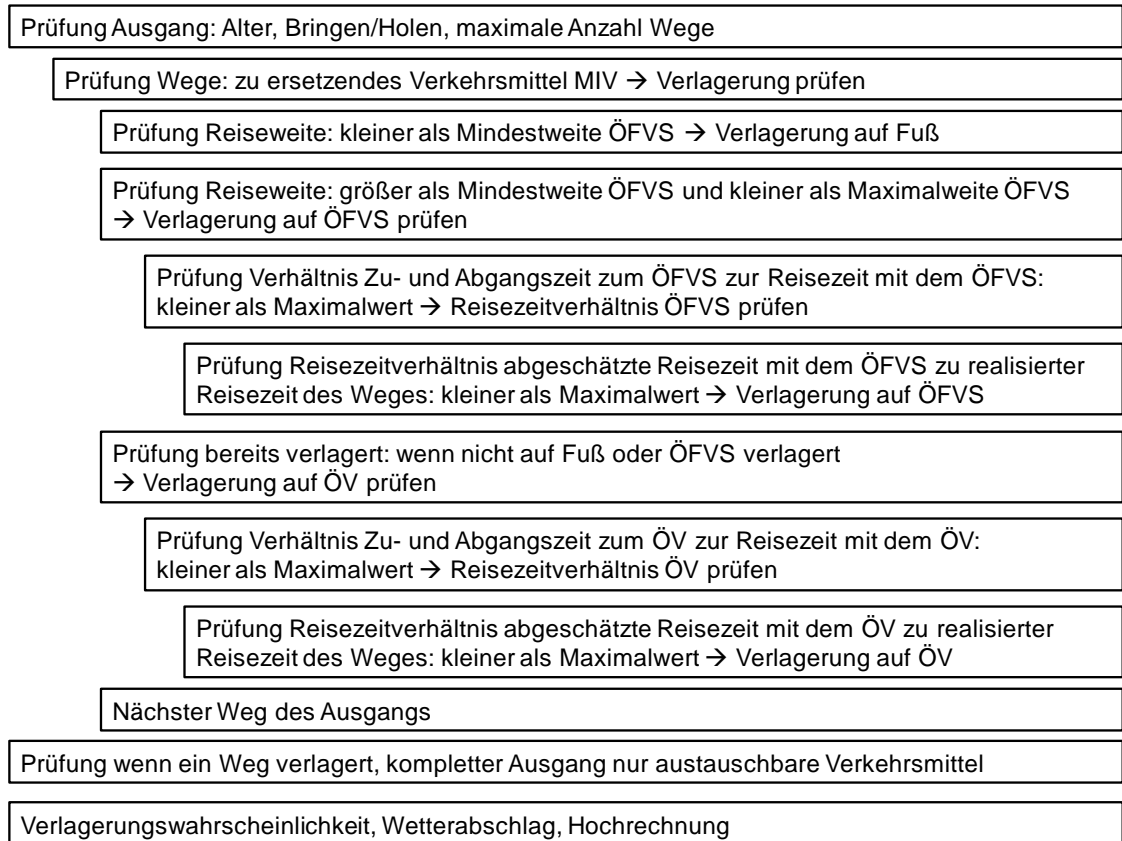 Prüfung Ausgang: Alter, Bringen/Holen, maximale Anzahl Wege
Prüfung Wege: zu ersetzendes Verkehrsmittel MIV → Verlagerung prüfen
Prüfung Reiseweite: kleiner als Mindestweite ÖFVS → Verlagerung auf Fuß
Prüfung Reiseweite: größer als Mindestweite ÖFVS und kleiner als Maximalweite ÖFVS
→ Verlagerung auf ÖFVS prüfen
Prüfung Verhältnis Zu- und Abgangszeit zum ÖFVS zur Reisezeit mit dem ÖFVS:
kleiner als Maximalwert → Reisezeitverhältnis ÖFVS prüfen
Prüfung Reisezeitverhältnis abgeschätzte Reisezeit mit dem ÖFVS zu realisierter
Reisezeit des Weges: kleiner als Maximalwert → Verlagerung auf ÖFVS
Prüfung bereits verlagert: wenn nicht auf Fuß oder ÖFVS verlagert
→ Verlagerung auf ÖV prüfen
Prüfung Verhältnis Zu- und Abgangszeit zum ÖV zur Reisezeit mit dem ÖV:
kleiner als Maximalwert → Reisezeitverhältnis ÖV prüfen
Prüfung Reisezeitverhältnis abgeschätzte Reisezeit mit dem ÖV zu realisierter
Reisezeit des Weges: kleiner als Maximalwert → Verlagerung auf ÖV
Nächster Weg des Ausgangs
Prüfung wenn ein Weg verlagert, kompletter Ausgang nur austauschbare Verkehrsmittel
Verlagerungswahrscheinlichkeit, Wetterabschlag, Hochrechnung